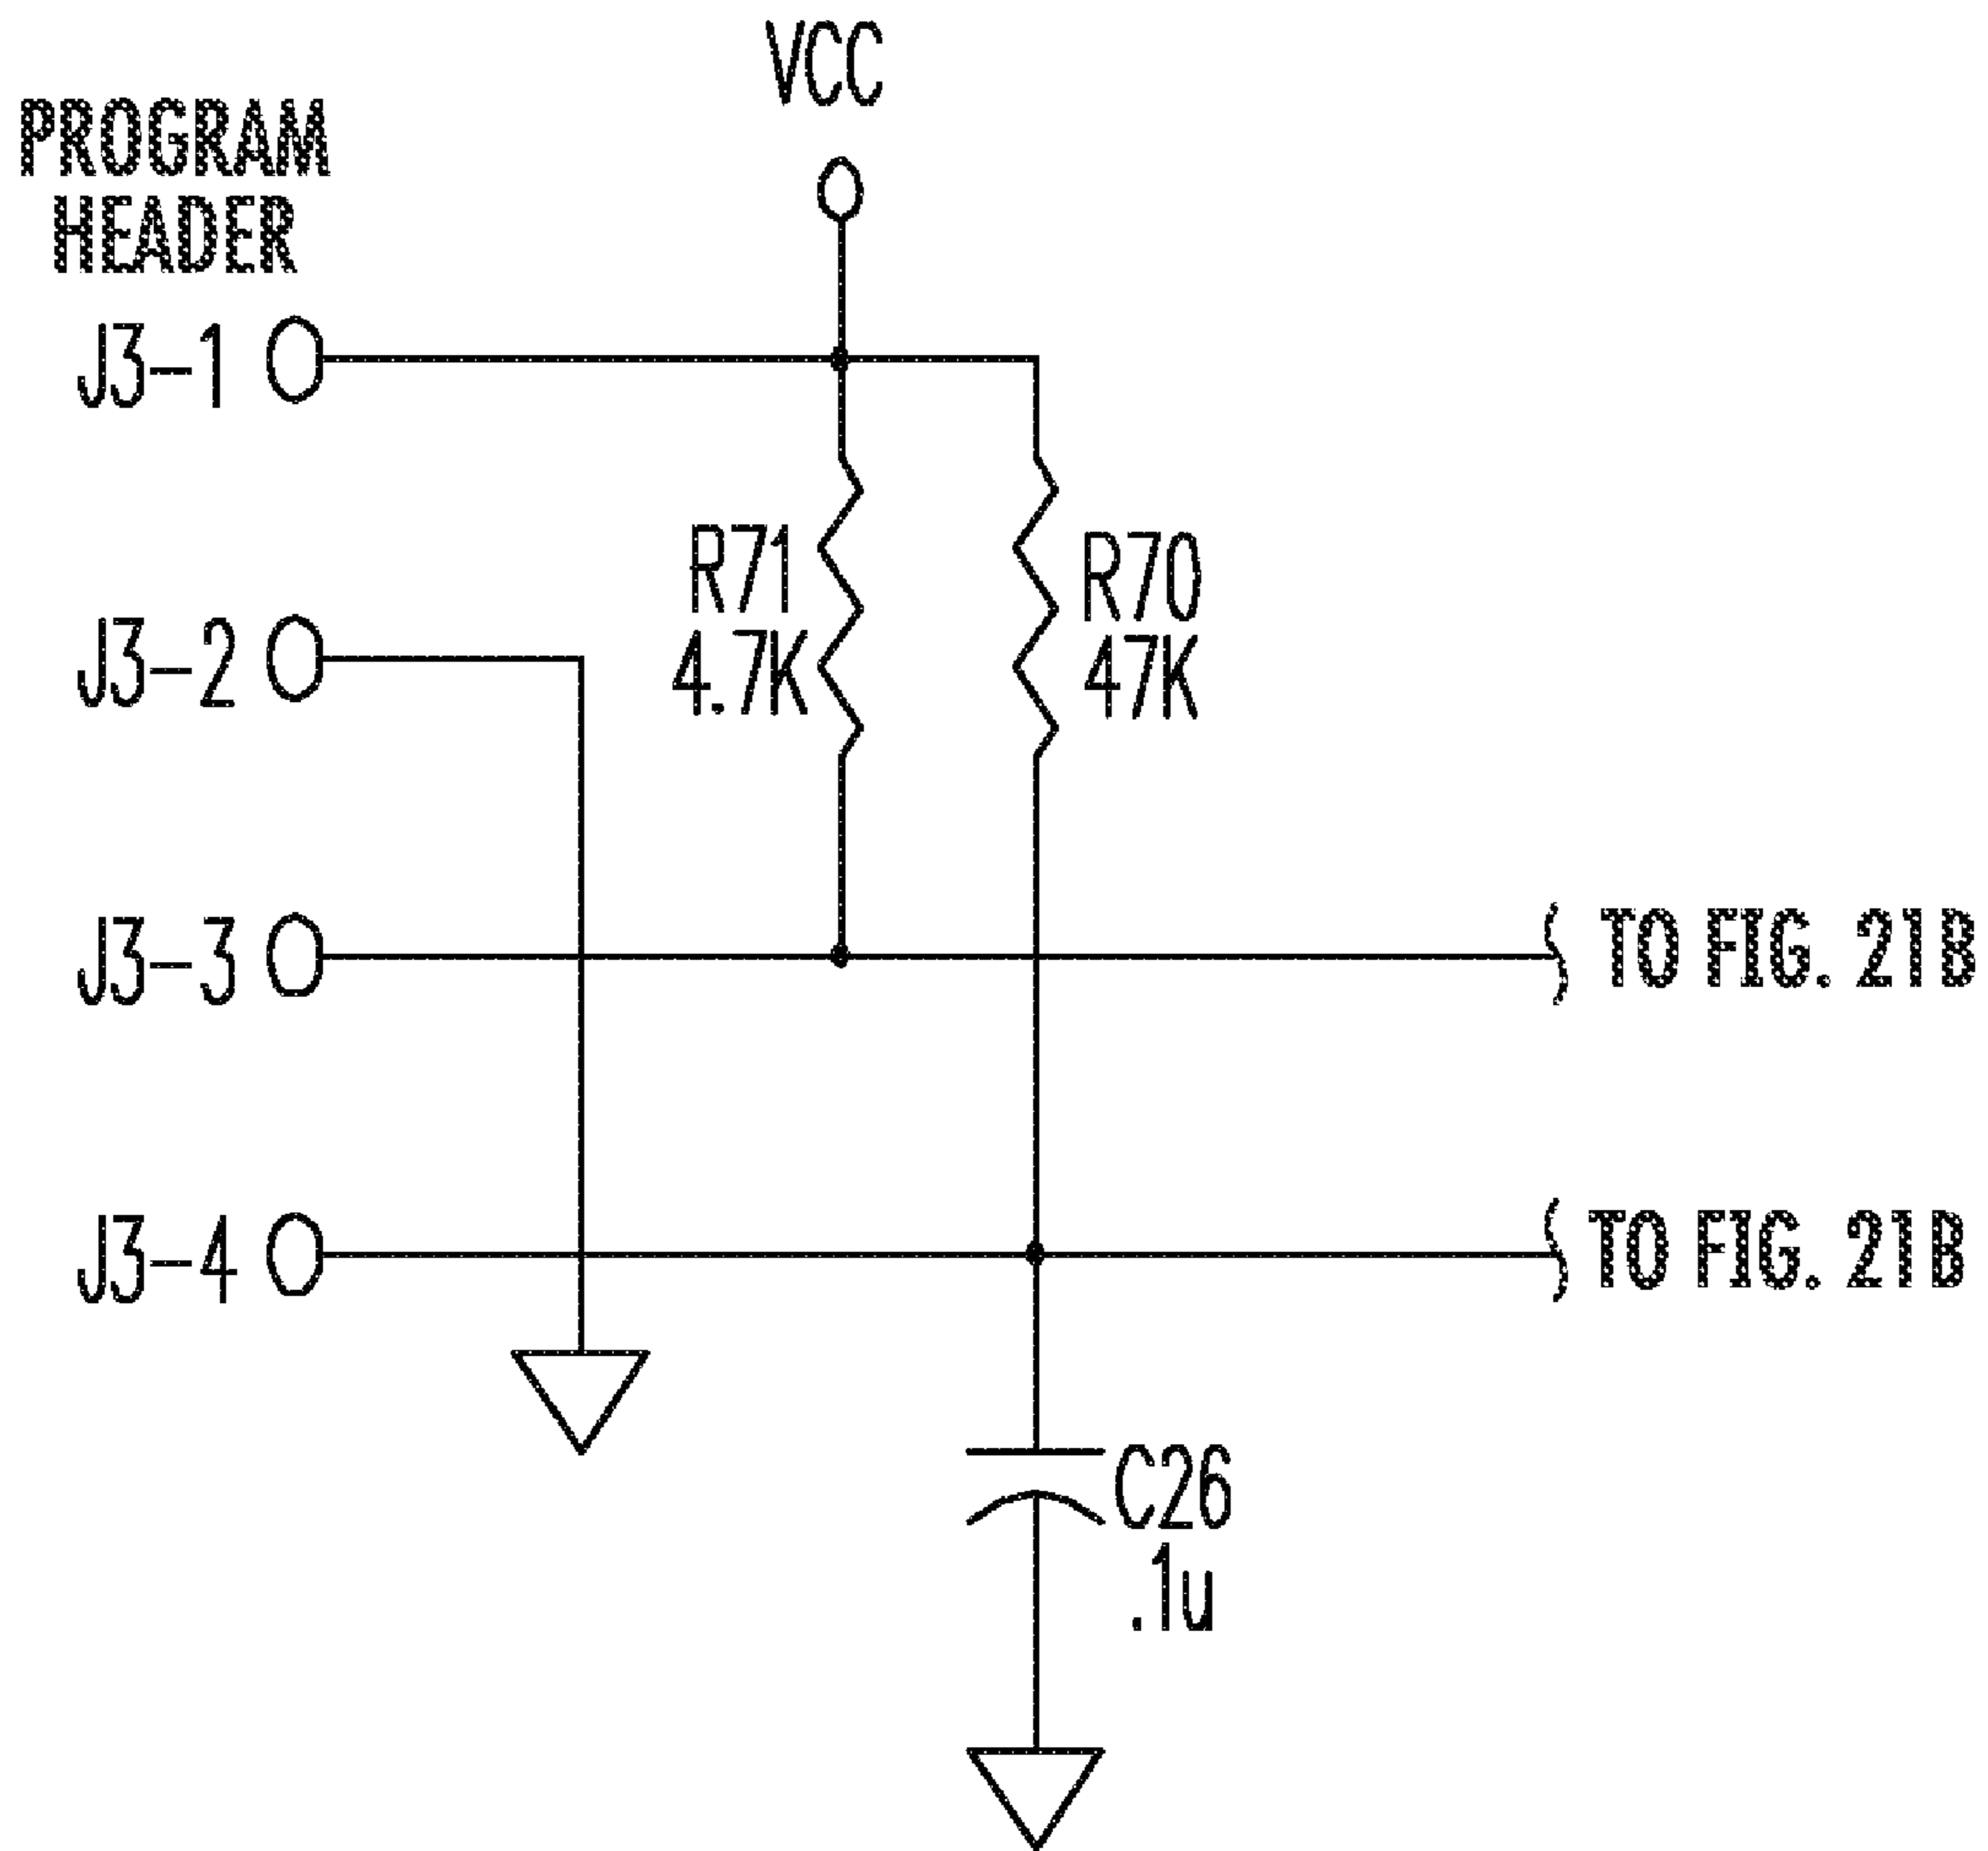 VCC
PROGRAM
HEADER
J3-1
R71
4.7K
R70
47K
J3-2
J3-3
TO FIG. 21B
J3-4
TO FIG. 21B
C26
.1u